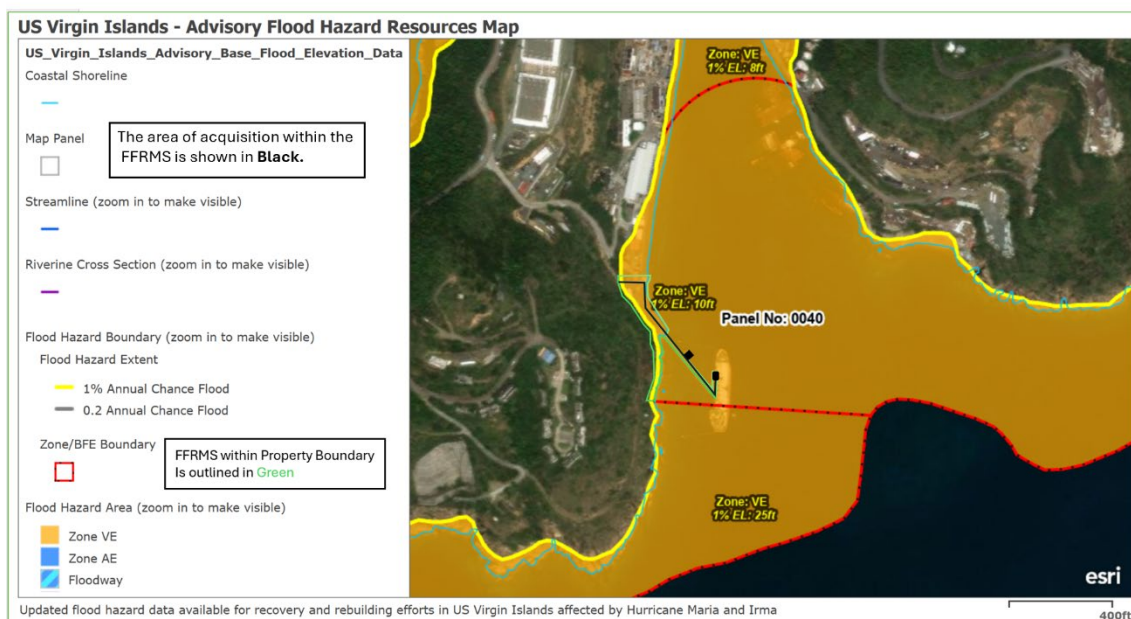 US Virgin Islands - Advisory Flood Hazard Resources Map
US_Virgin_Islands_Advisory_Base_Flood_Elevation_Data
Coastal Shoreline
Map Panel
The area of acquisition within the
FFRMS is shown in Black.
Streamline (zoom in to make visible)
Riverine Cross Section (zoom in to make visible)
Flood Hazard Boundary (zoom in to make visible)
Flood Hazard Extent
1% Annual Chance Flood
0.2 Annual Chance Flood
Zone/BFE Boundary
FFRMS within Property Boundary
Is outlined in Green
Flood Hazard Area (zoom in to make visible)
Zone VE
Zone AE
Floodway
Zone: VE
1% EL: 8ft
Zone: VE
1% EL: 10ft
Panel No: 0040
Zone: VE
1% EL: 25ft
esri
Updated flood hazard data available for recovery and rebuilding efforts in US Virgin Islands affected by Hurricane Maria and Irma
400ft